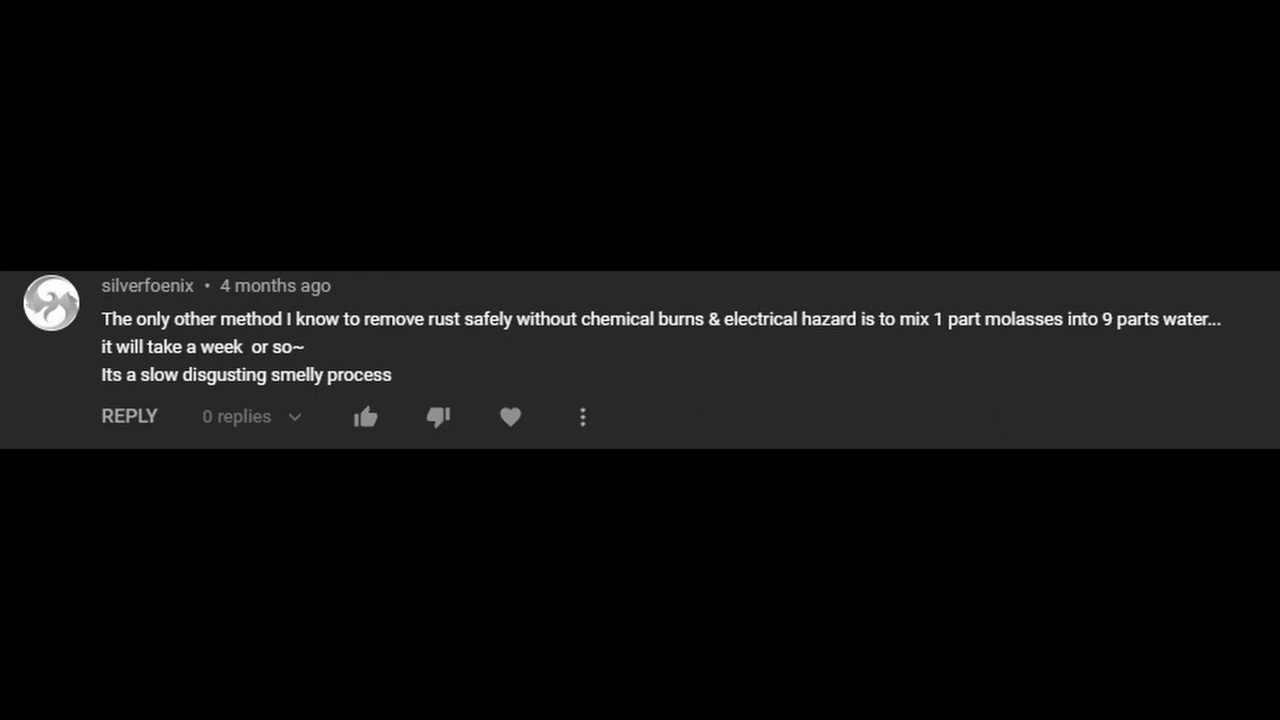 silverfoenix • 4 months ago
The only other method I know to remove rust safely without chemical burns & electrical hazard is to mix 1 part molasses into 9 parts water...
it will take a week  or so~
Its a slow disgusting smelly process
REPLY 0 replies